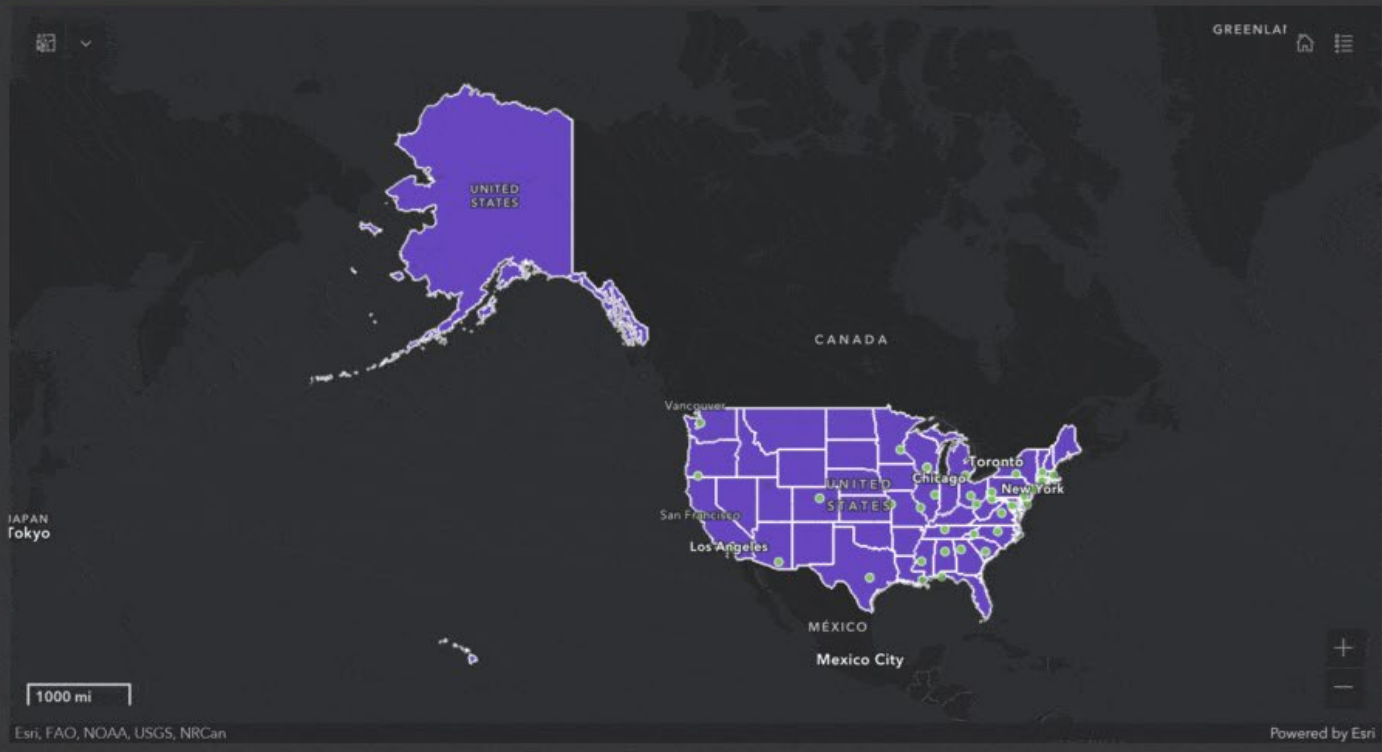 GREENLAI
UNITED
STATES
CANADA
Vancouver
Toronto
Chicago
New York
UNITED
STATES
San Francisco
Los Angeles
JAPAN
Tokyo
MÉXICO
Mexico City
1000 mi
Esri, FAO, NOAA, USGS, NRCan
Powered by Esri